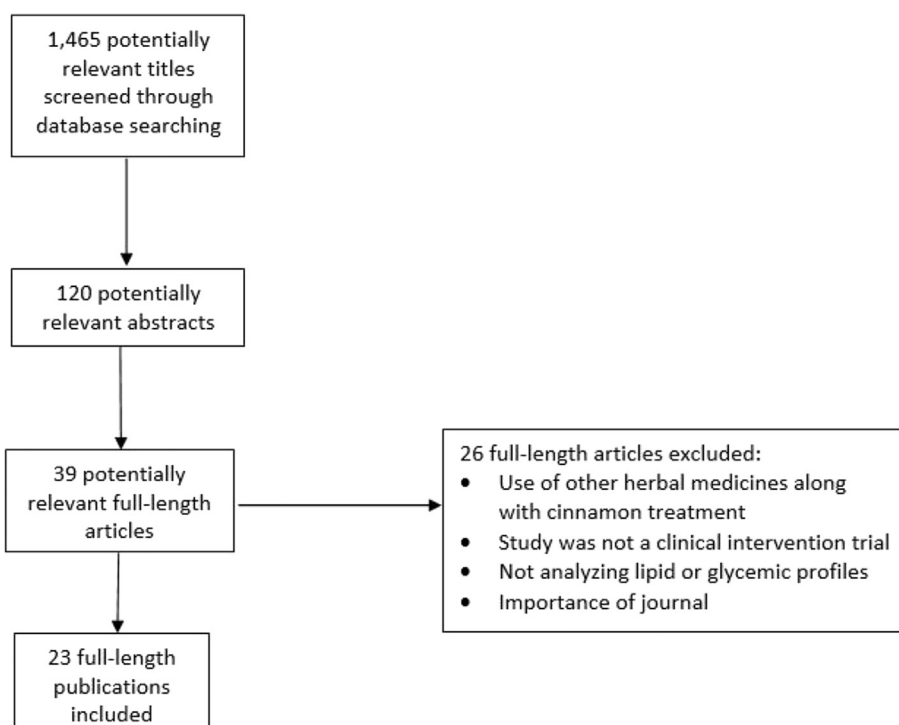 1,465 potentially
relevant titles
screened through
database searching
120 potentially
relevant abstracts
39 potentially
relevant full-length
articles
26 full-length articles excluded:
• Use of other herbal medicines along
with cinnamon treatment
• Study was not a clinical intervention trial
• Not analyzing lipid or glycemic profiles
• Importance of journal
23 full-length
publications
included